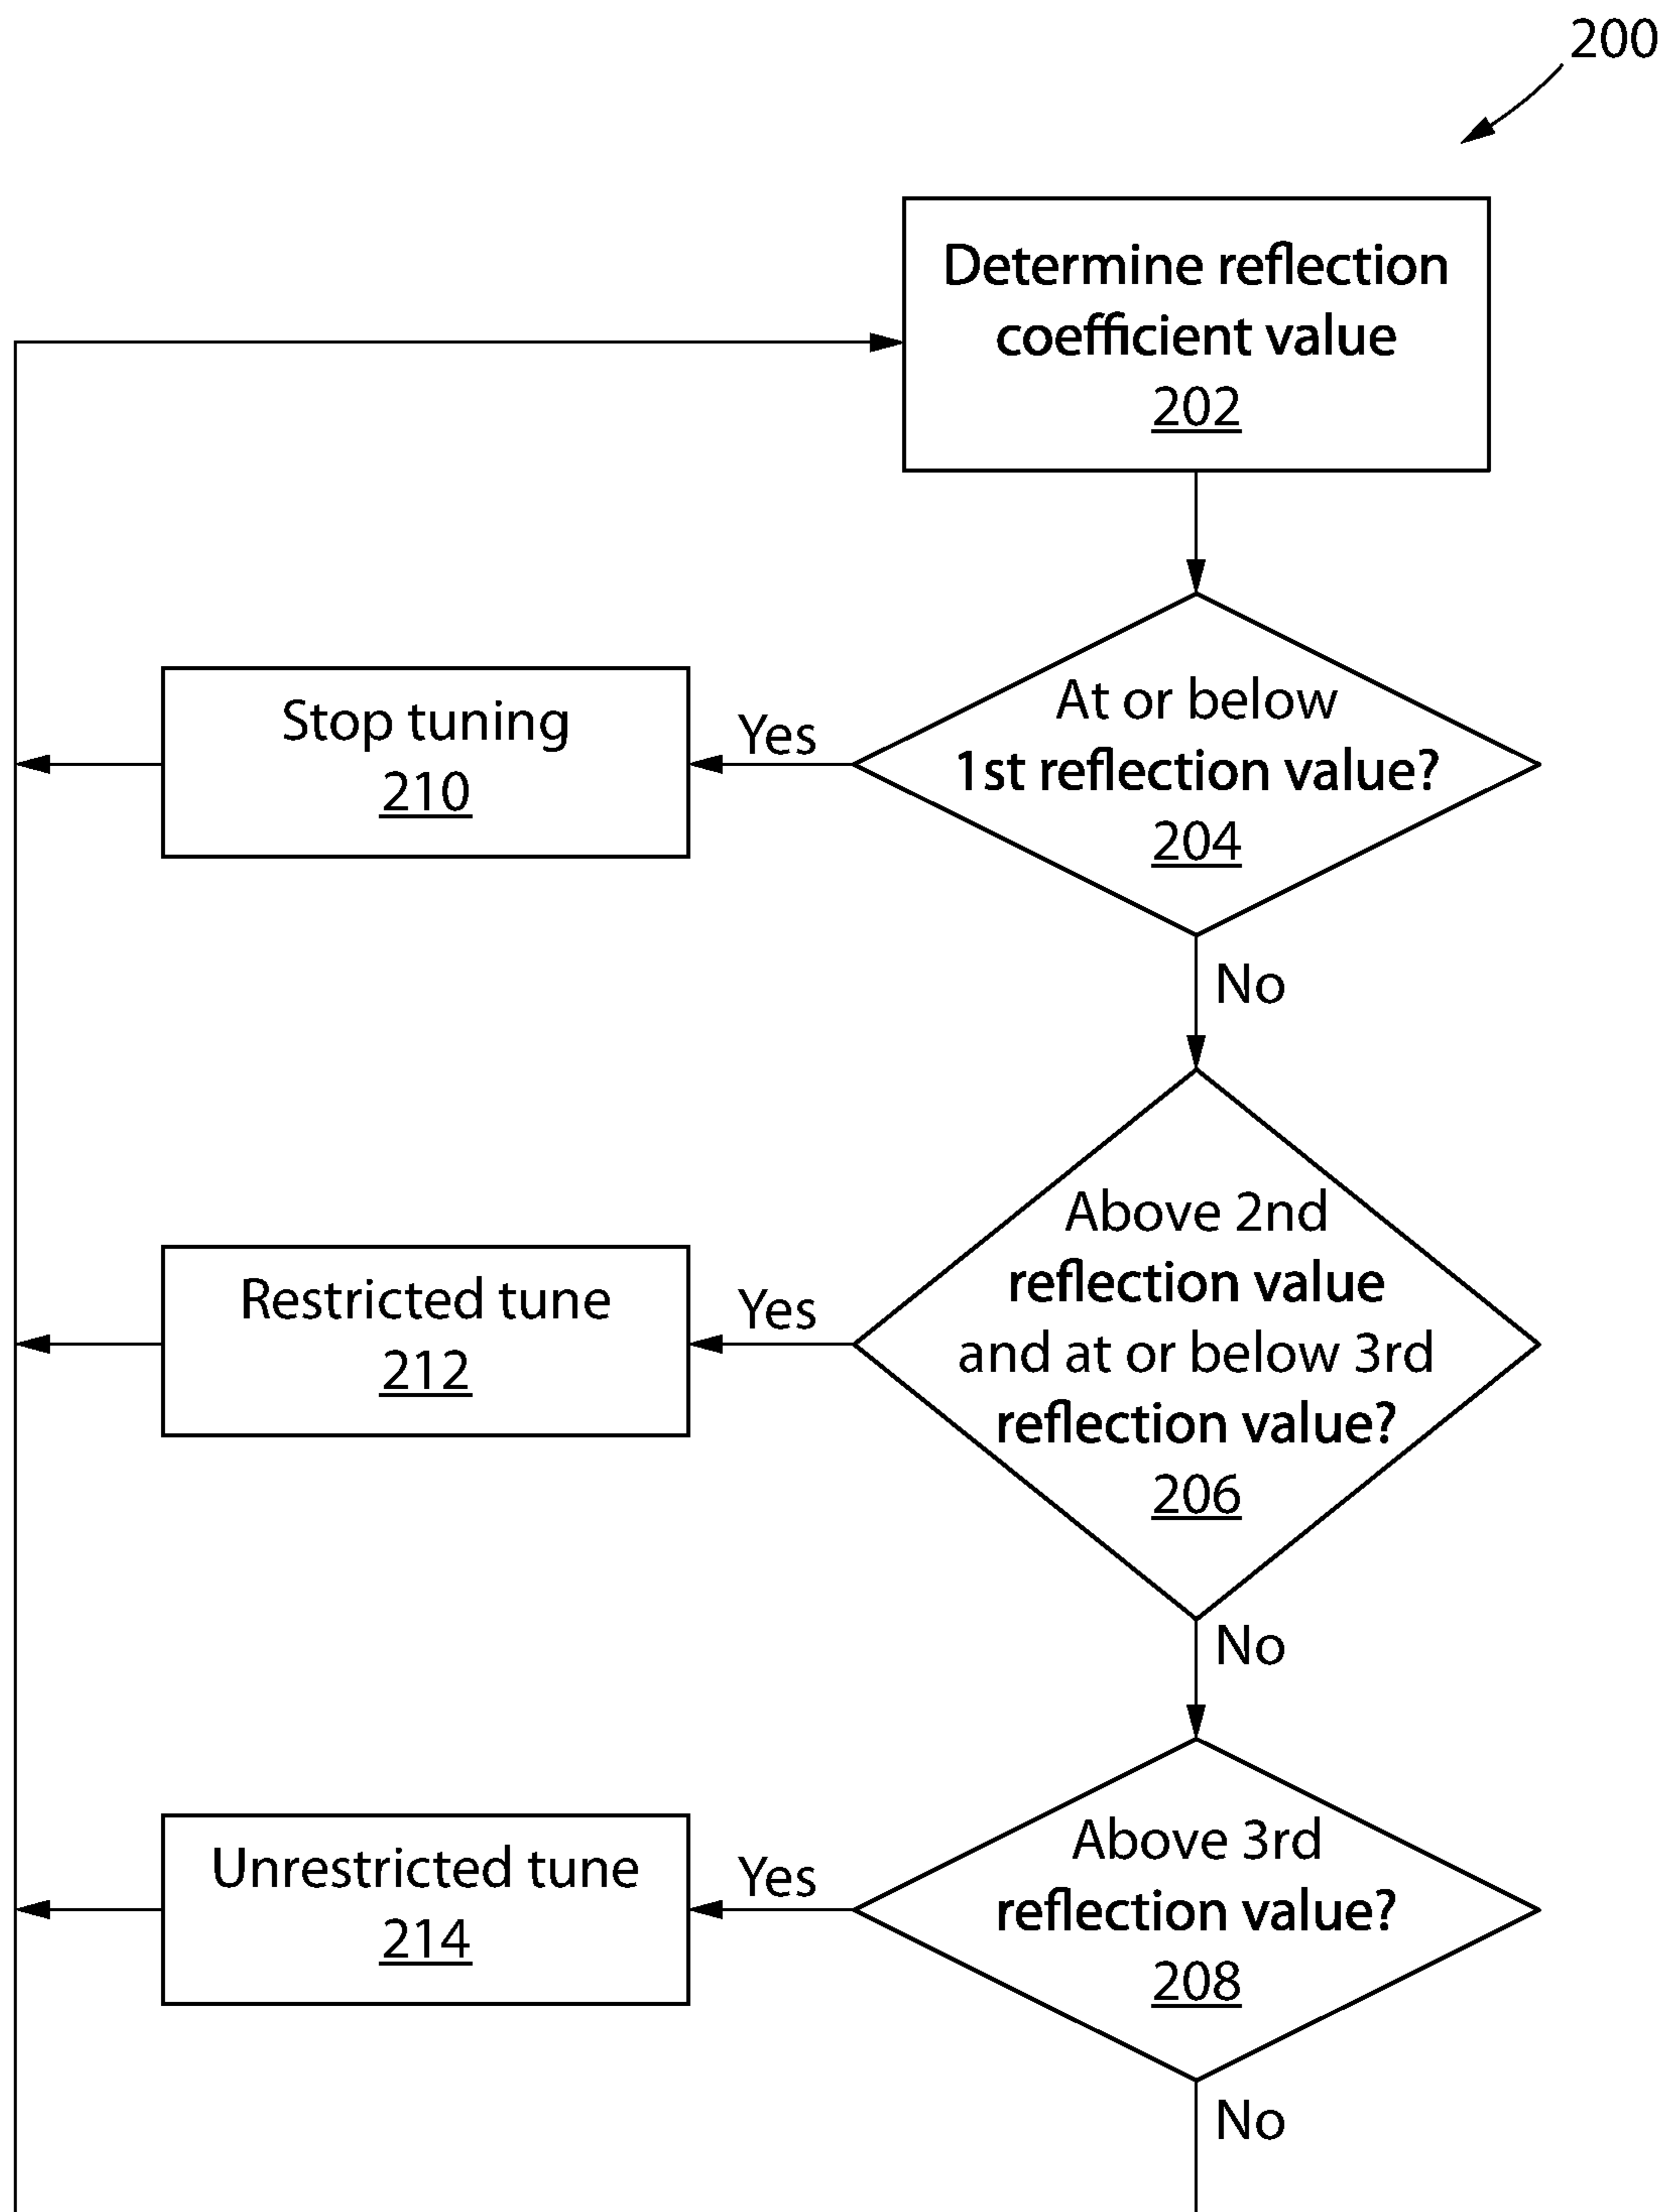 200
Determine reflection
coefficient value
202
At or below
1st reflection value?
204
Yes
Stop tuning
210
No
Above 2nd
reflection value
and at or below 3rd
reflection value?
206
Yes
Restricted tune
212
No
Above 3rd
reflection value?
208
Yes
Unrestricted tune
214
No